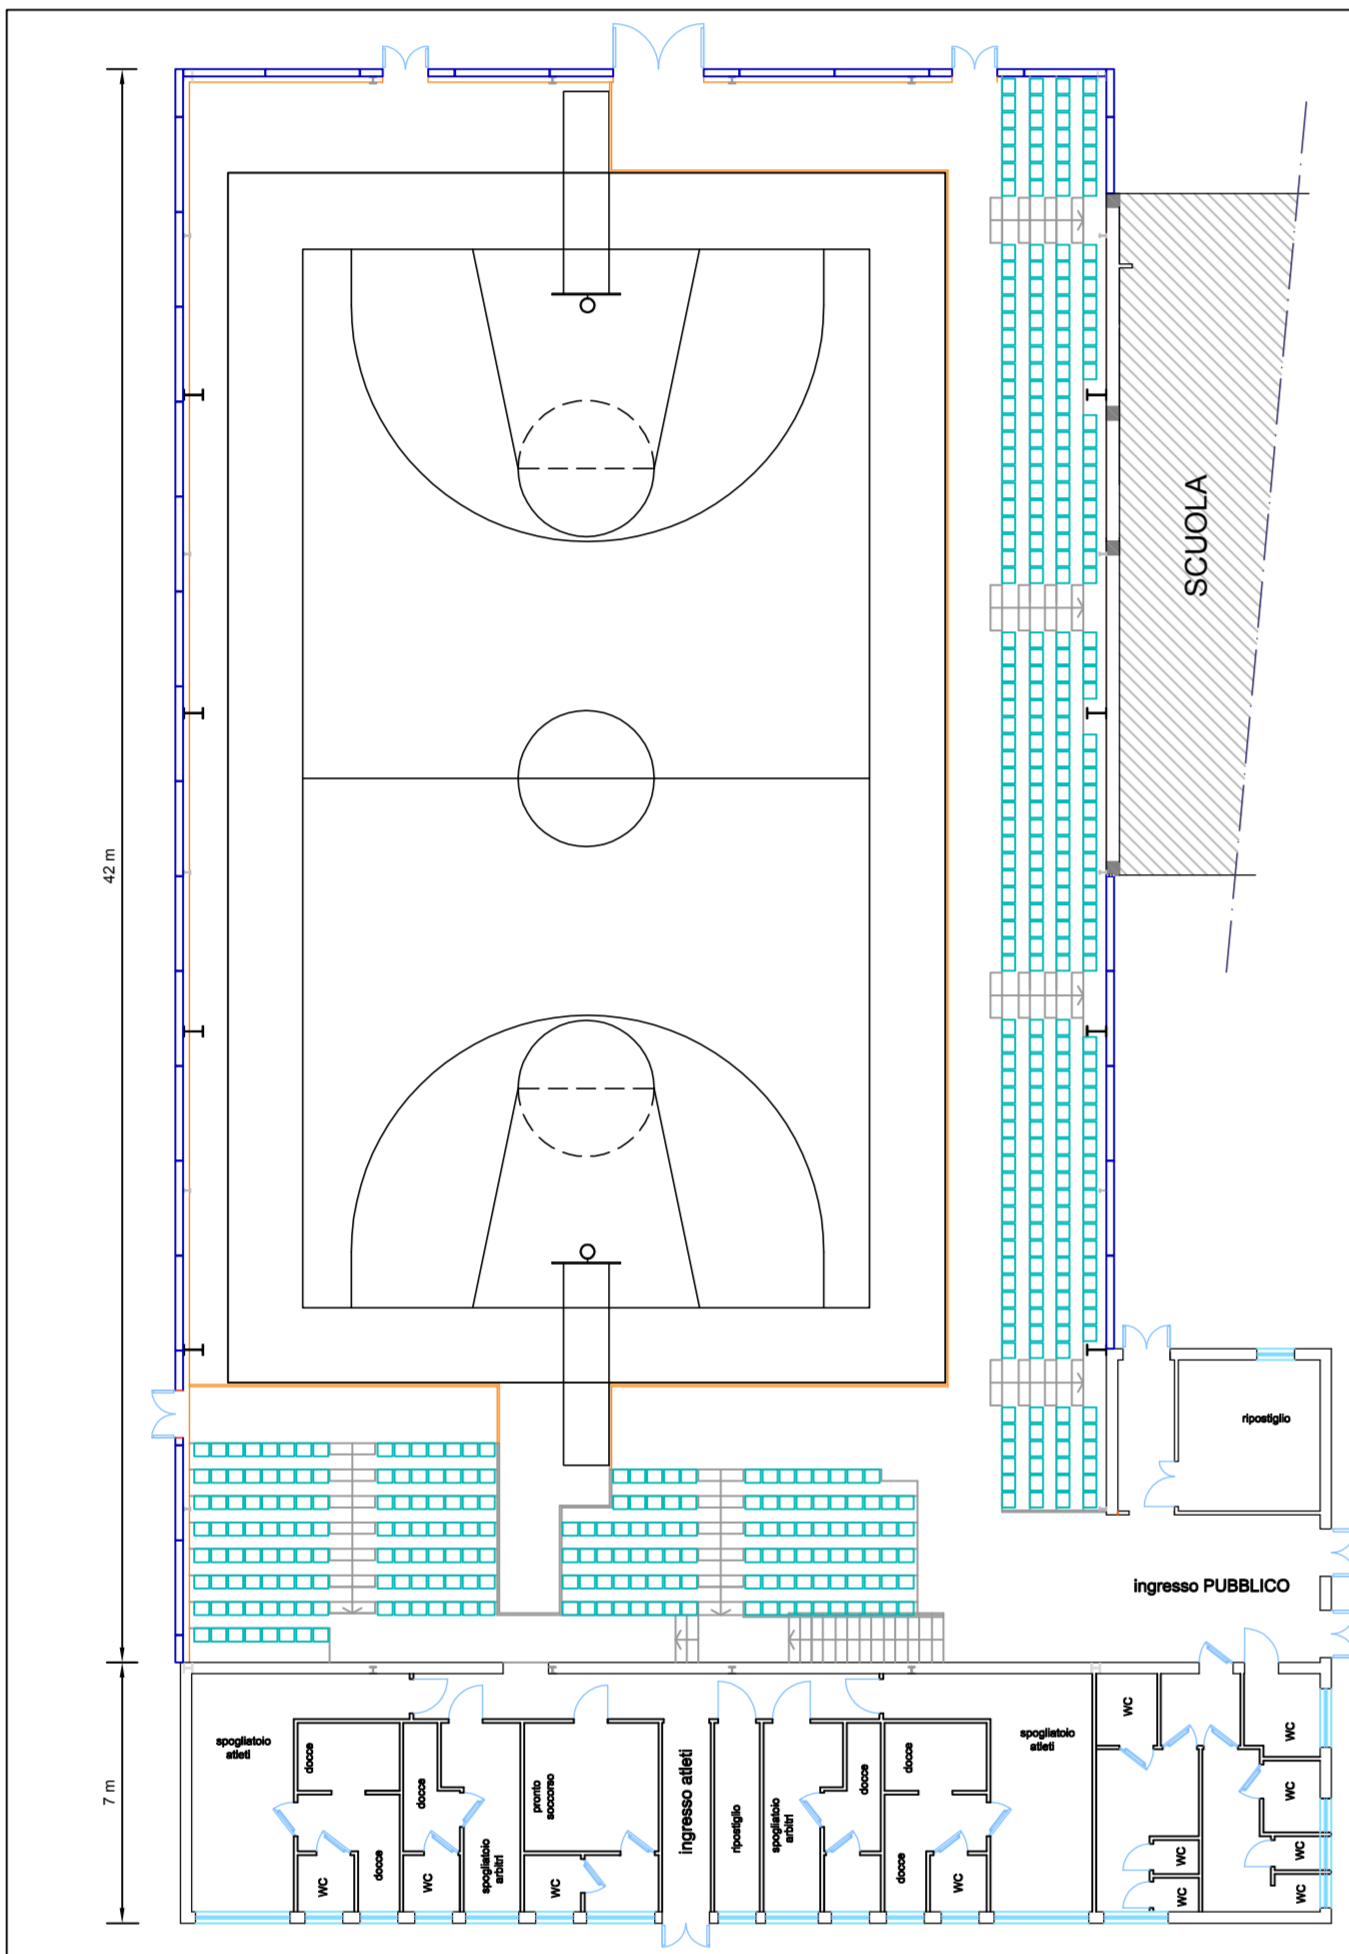 SCUOLA
42 m
ripostiglio
ingresso PUBBLICO
7 m
spogliatoio
atleti
docce
docce
WC
docce
WC
spogliatoio
arbitri
pronto
soccorso
WC
ingresso atleti
ripostiglio
spogliatoio
arbitri
docce
docce
docce
WC
spogliatoio
atleti
WC
WC
WC
WC
WC
WC
WC